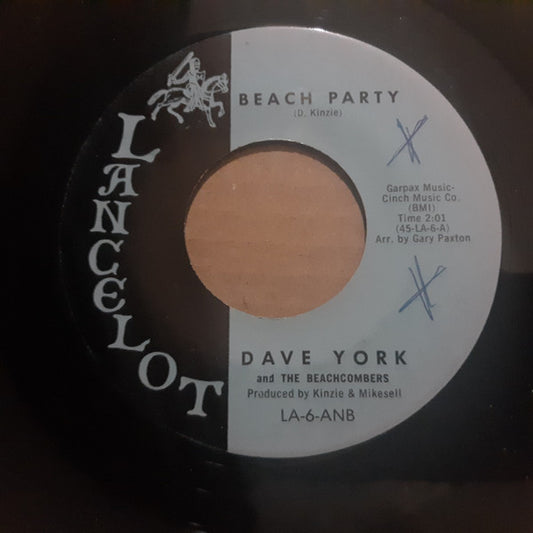 LANCELOT
BEACH PARTY
(D. Kinzie)
Garpax Music-
Cinch Music Co.
(BMI)
Time 2:01
(45-LA-6-A)
Arr. by Gary Paxton
DAVE YORK
and THE BEACHCOMBERS
Produced by Kinzie & Mikesell
LA-6-ANB